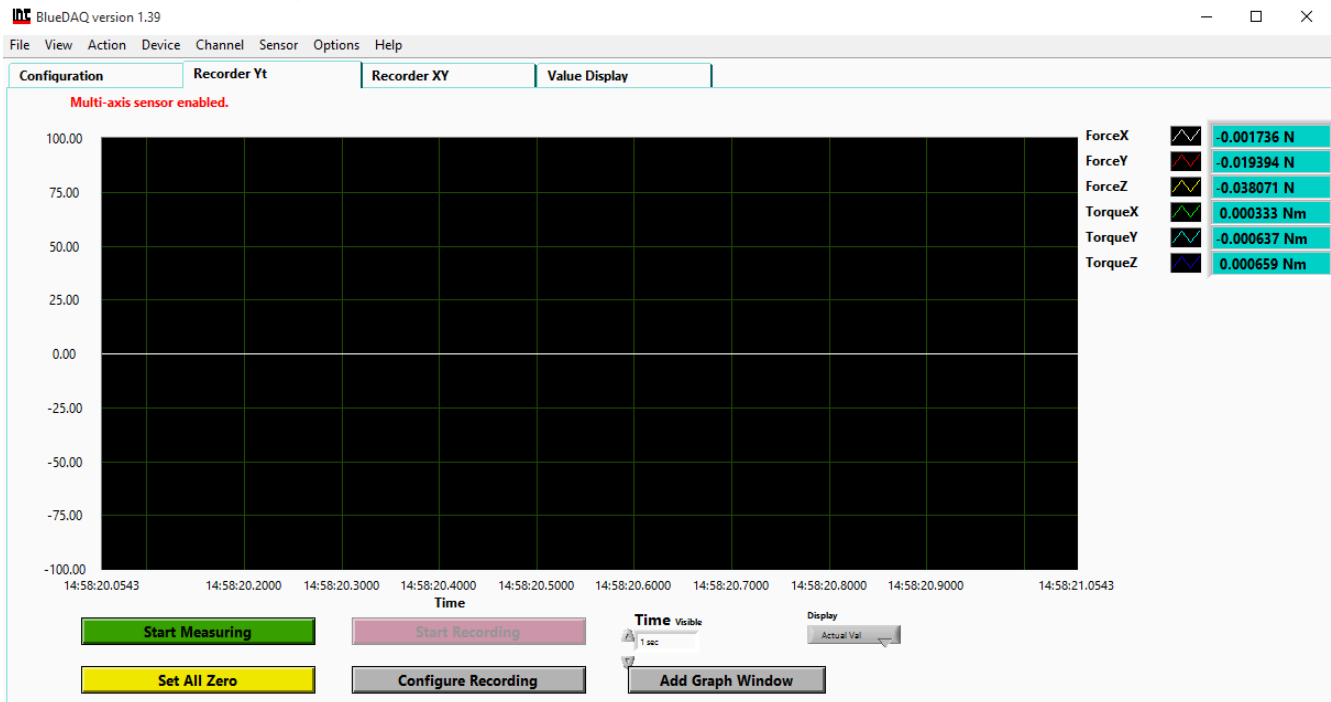 BlueDAQ version 1.39
File View Action Device Channel Sensor Options Help
Configuration Recorder Yt Recorder XY Value Display
Multi-axis sensor enabled.
100.00
75.00
50.00
25.00
0.00
-25.00
-50.00
-75.00
-100.00
14:58:20.0543 14:58:20.2000 14:58:20.3000 14:58:20.4000 14:58:20.5000 14:58:20.6000 14:58:20.7000 14:58:20.8000 14:58:20.9000 14:58:21.0543
Time
ForceX -0.001736 N
ForceY -0.019394 N
ForceZ -0.038071 N
TorqueX 0.000333 Nm
TorqueY -0.000637 Nm
TorqueZ 0.000659 Nm
Start Measuring Start Recording Time Visible Display
1 sec Actual Val
Set All Zero Configure Recording Add Graph Window